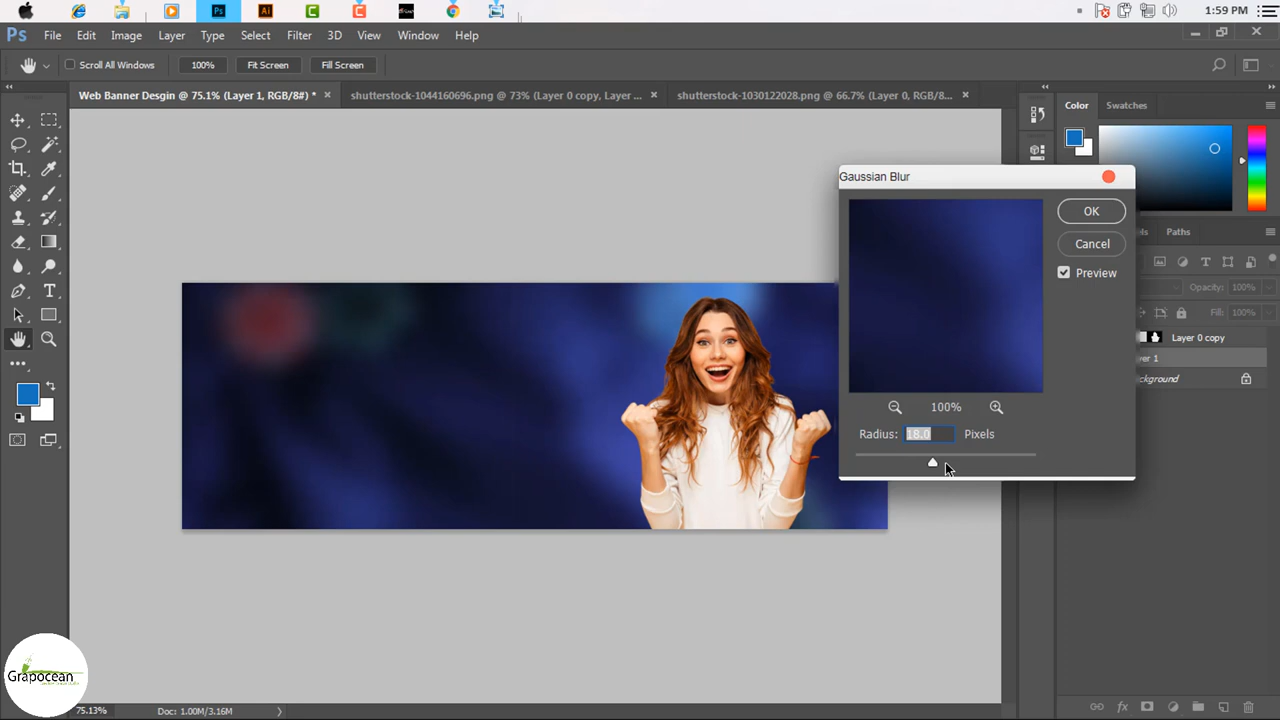 1:59 PM
Ps File Edit Image Layer Type Select Filter 3D View Window Help
Scroll All Windows 100% Fit Screen Fill Screen
Web Banner Desgin @ 75.1% (Layer 1, RGB/8#) * shutterstock-1044160696.png @ 73% (Layer 0 copy, Layer ... shutterstock-1030122028.png @ 66.7% (Layer 0, RGB/8...
Color Swatches
Gaussian Blur
OK
Cancel
Preview
100%
Radius: 18.0 Pixels
els Paths
Opacity: 100%
Fill: 100%
Layer 0 copy
yer 1
ckground
Grapocean
75.13% Doc: 1.00M/3.16M